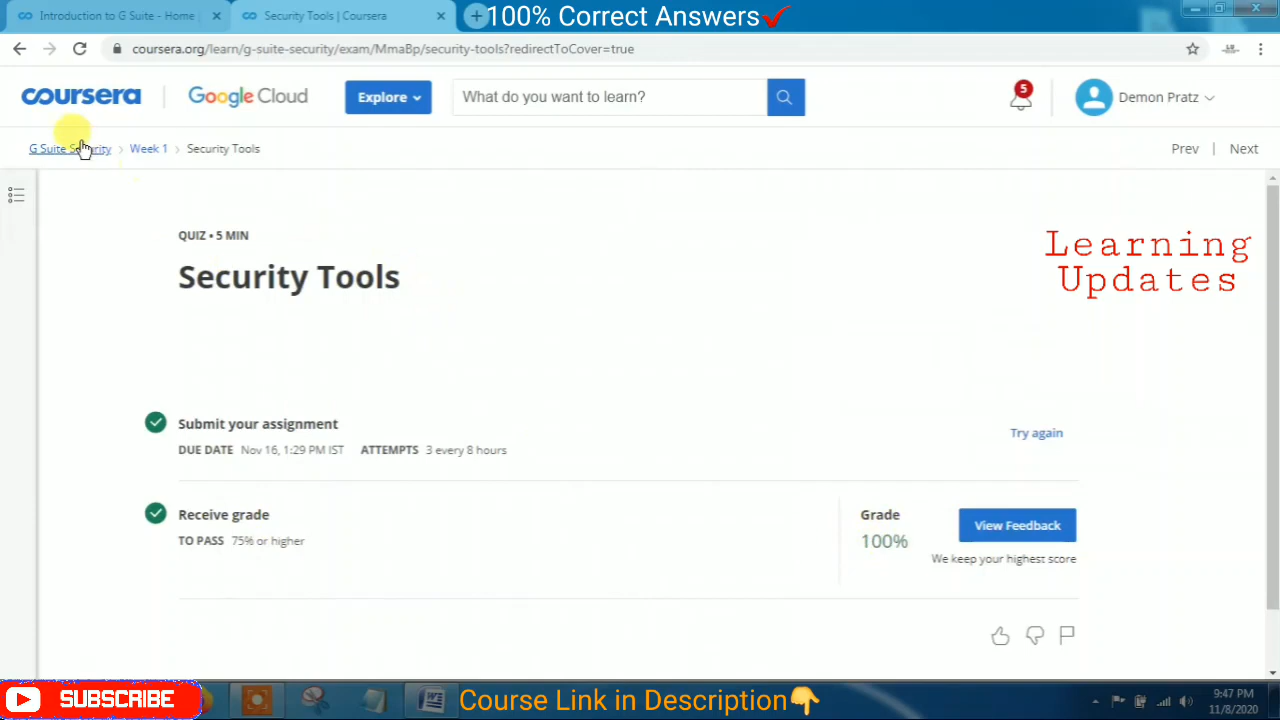 Introduction to G Suite - Home
Security Tools | Coursera
100% Correct Answers
coursera.org/learn/g-suite-security/exam/MmaBp/security-tools?redirectToCover=true
coursera
Google Cloud
Explore
What do you want to learn?
5
Demon Pratz
G Suite Security > Week 1 > Security Tools
Prev | Next
QUIZ • 5 MIN
Security Tools
Learning
Updates
Submit your assignment
DUE DATE Nov 16, 1:29 PM IST ATTEMPTS 3 every 8 hours
Try again
Receive grade
TO PASS 75% or higher
Grade
100%
View Feedback
We keep your highest score
SUBSCRIBE
Course Link in Description
9:47 PM
11/8/2020